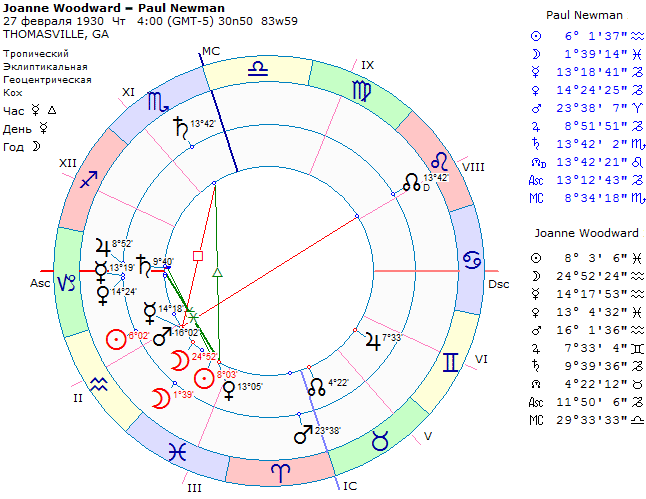 Joanne Woodward – Paul Newman
27 февраля 1930 Чт 4:00 (GMT-5) 30n50 83w59
THOMASVILLE, GA
Тропический
Эклиптикальная
Геоцентрическая
Кох
Час ☿ △
День ☿
Год ☽
MC
IX
XI
XII
VIII
Asc
Dsc
II
VI
III
V
IC
13°42'
13°42'
D
8°52'
13°19'
14°24'
9°40'
14°18'
16°02'
6°02'
24°52'
8°03'
13°05'
1°39'
4°22'
7°33'
23°38'
Paul Newman
☉ 6° 1'37"♒
☽ 1°39'14"♓
☿ 13°18'41"♑
♀ 14°24'25"♑
♂ 23°38' 7"♈
♃ 8°51'51"♑
♄ 13°42' 2"♏
☊D 13°42'21"♌
Asc 13°12'43"♑
MC 8°34'18"♏
Joanne Woodward
☉ 8° 3' 6"♓
☽ 24°52'24"♒
☿ 14°17'53"♒
♀ 13° 4'32"♓
♂ 16° 1'36"♒
♃ 7°33' 4"♊
♄ 9°39'36"♑
☊ 4°22'12"♉
Asc 11°50' 6"♑
MC 29°33'33"♎